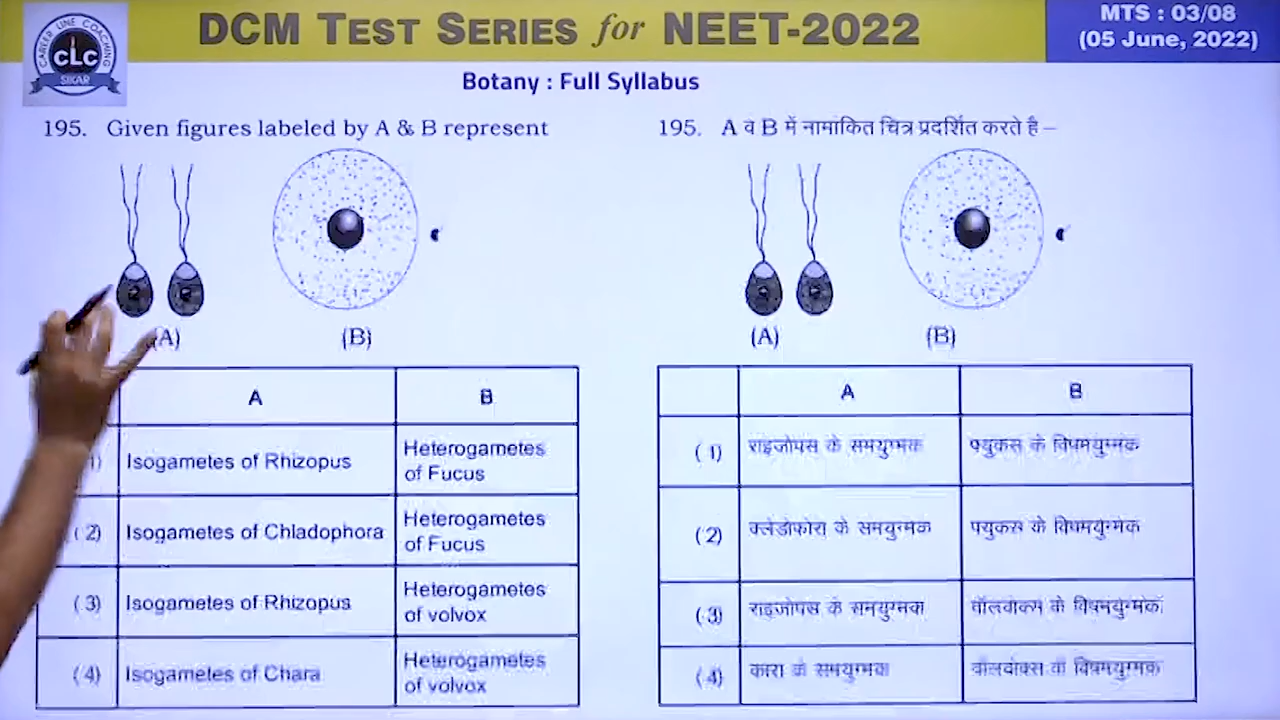 DCM TEST SERIES for NEET-2022
MTS : 03/08
(05 June, 2022)
CAREER LINE COACHING
CLC
SIKAR
Botany : Full Syllabus
195. Given figures labeled by A & B represent
(A)
(B)
A
B
1)
Isogametes of Rhizopus
Heterogametes
of Fucus
(2)
Isogametes of Chladophora
Heterogametes
of Fucus
(3)
Isogametes of Rhizopus
Heterogametes
of volvox
(4)
Isogametes of Chara
Heterogametes
of volvox
195. A व B में नामांकित चित्र प्रदर्शित करते है –
(A)
(B)
A
B
(1)
राइजोपस के समयुग्मक
फ्युकस के विषमयुग्मक
(2)
क्लेडोफोरा के समयुग्मक
फ्युकस के विषमयुग्मक
(3)
राइजोपस के समयुग्मक
वॉलवोक्स के विषमयुग्मक
(4)
कारा के समयुग्मक
वॉलवोक्स के विषमयुग्मक